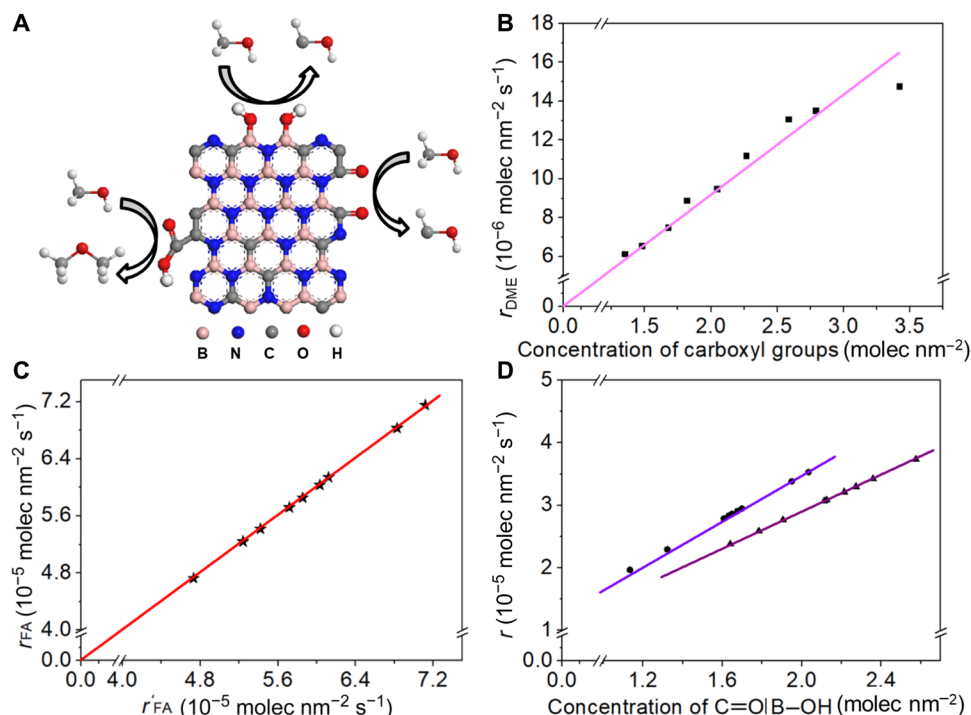 A
B N C O H
B
18
16
14
12
10
8
6
0
r_DME (10⁻⁶ molec nm⁻² s⁻¹)
0.0 1.5 2.0 2.5 3.0 3.5
Concentration of carboxyl groups (molec nm⁻²)
C
7.2
6.4
5.6
4.8
4.0
0.0
r_FA (10⁻⁵ molec nm⁻² s⁻¹)
0.0 4.0 4.8 5.6 6.4 7.2
r′_FA (10⁻⁵ molec nm⁻² s⁻¹)
D
5
4
3
2
1
0.0
r (10⁻⁵ molec nm⁻² s⁻¹)
0.0 1.2 1.6 2.0 2.4
Concentration of C=O|B–OH (molec nm⁻²)